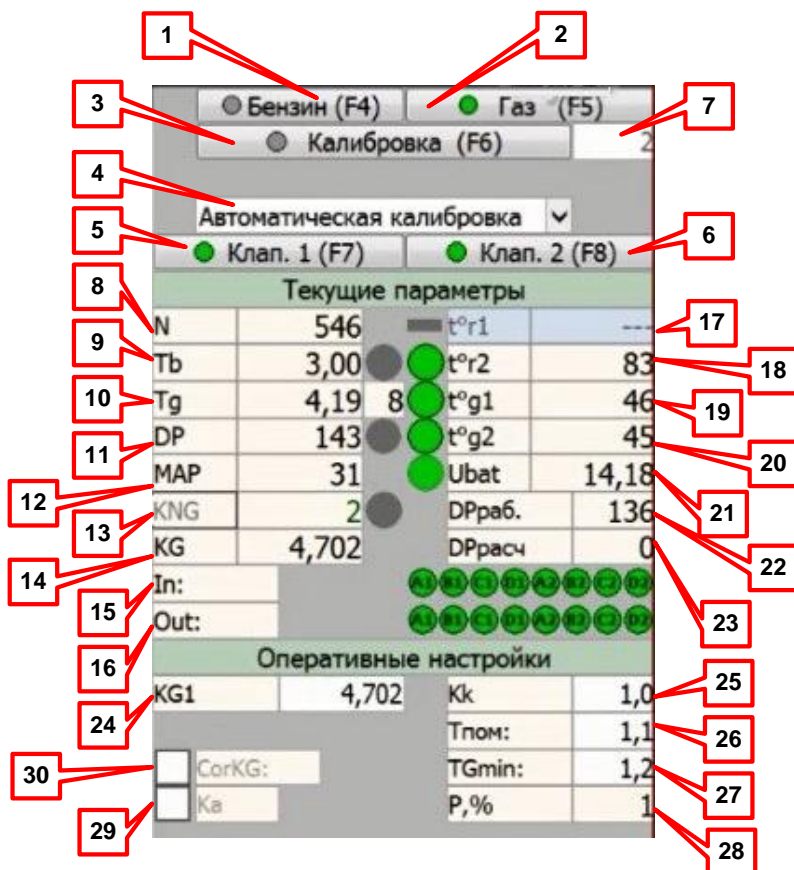 1 2
3 Бензин (F4) Газ (F5) 7
Калибровка (F6) 2
4
Автоматическая калибровка
5 Клап. 1 (F7) Клап. 2 (F8) 6
Текущие параметры
8 N 546 t°r1 --- 17
9 Tb 3,00 t°r2 83 18
10 Tg 4,19 8 t°g1 46 19
11 DP 143 t°g2 45 20
12 MAP 31 Ubat 14,18 21
13 KNG 2 DPраб. 136 22
14 KG 4,702 DPрасч 0 23
15 In: A1 B1 C1 D1 A2 B2 C2 D2
16 Out: A1 B1 C1 D1 A2 B2 C2 D2
Оперативные настройки
24 KG1 4,702 Kk 1,0 25
Тпом: 1,1 26
30 CorKG: TGmin: 1,2 27
29 Ka P,% 1 28